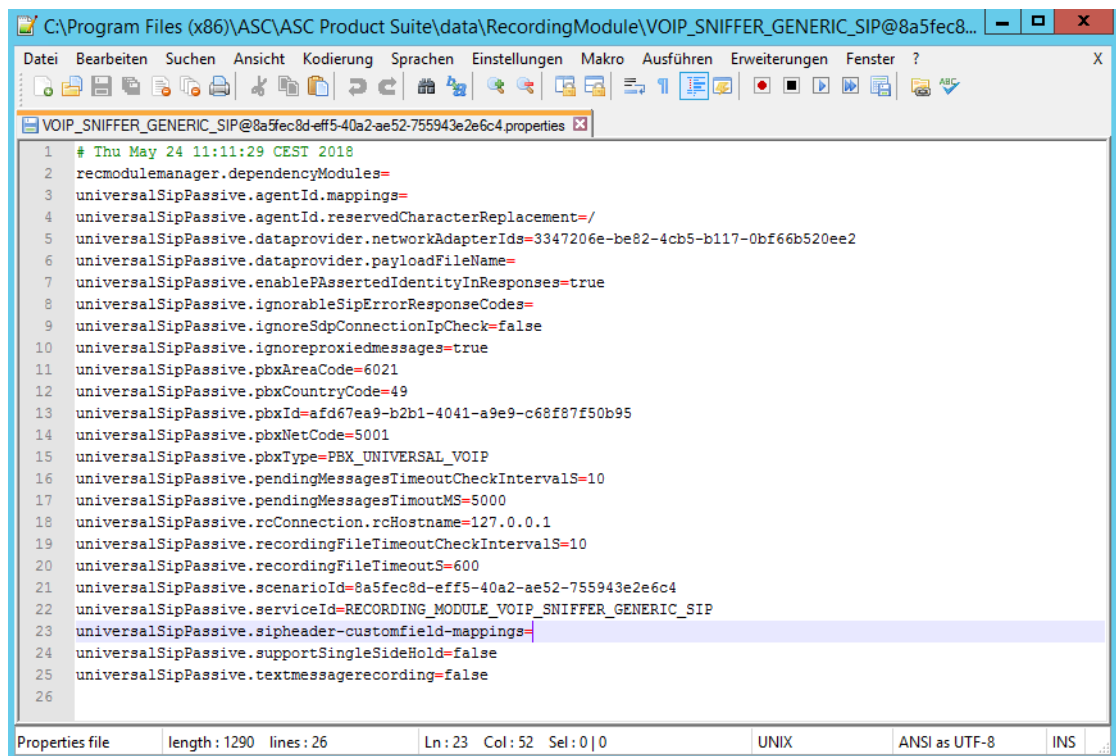 C:\Program Files (x86)\ASC\ASC Product Suite\data\RecordingModule\VOIP_SNIFFER_GENERIC_SIP@8a5fec8...
Datei Bearbeiten Suchen Ansicht Kodierung Sprachen Einstellungen Makro Ausführen Erweiterungen Fenster ? X
VOIP_SNIFFER_GENERIC_SIP@8a5fec8d-eff5-40a2-ae52-755943e2e6c4.properties
1 # Thu May 24 11:11:29 CEST 2018
2 recmodulemanager.dependencyModules=
3 universalSipPassive.agentId.mappings=
4 universalSipPassive.agentId.reservedCharacterReplacement=/
5 universalSipPassive.dataprovider.networkAdapterIds=3347206e-be82-4cb5-b117-0bf66b520ee2
6 universalSipPassive.dataprovider.payloadFileName=
7 universalSipPassive.enablePAssertedIdentityInResponses=true
8 universalSipPassive.ignorableSipErrorResponseCodes=
9 universalSipPassive.ignoreSdpConnectionIpCheck=false
10 universalSipPassive.ignoreproxiedmessages=true
11 universalSipPassive.pbxAreaCode=6021
12 universalSipPassive.pbxCountryCode=49
13 universalSipPassive.pbxId=afd67ea9-b2b1-4041-a9e9-c68f87f50b95
14 universalSipPassive.pbxNetCode=5001
15 universalSipPassive.pbxType=PBX_UNIVERSAL_VOIP
16 universalSipPassive.pendingMessagesTimeoutCheckIntervalS=10
17 universalSipPassive.pendingMessagesTimoutMS=5000
18 universalSipPassive.rcConnection.rcHostname=127.0.0.1
19 universalSipPassive.recordingFileTimeoutCheckIntervalS=10
20 universalSipPassive.recordingFileTimeoutS=600
21 universalSipPassive.scenarioId=8a5fec8d-eff5-40a2-ae52-755943e2e6c4
22 universalSipPassive.serviceId=RECORDING_MODULE_VOIP_SNIFFER_GENERIC_SIP
23 universalSipPassive.sipheader-customfield-mappings=
24 universalSipPassive.supportSingleSideHold=false
25 universalSipPassive.textmessagerecording=false
26
Properties file length : 1290 lines : 26 Ln : 23 Col : 52 Sel : 0 | 0 UNIX ANSI as UTF-8 INS